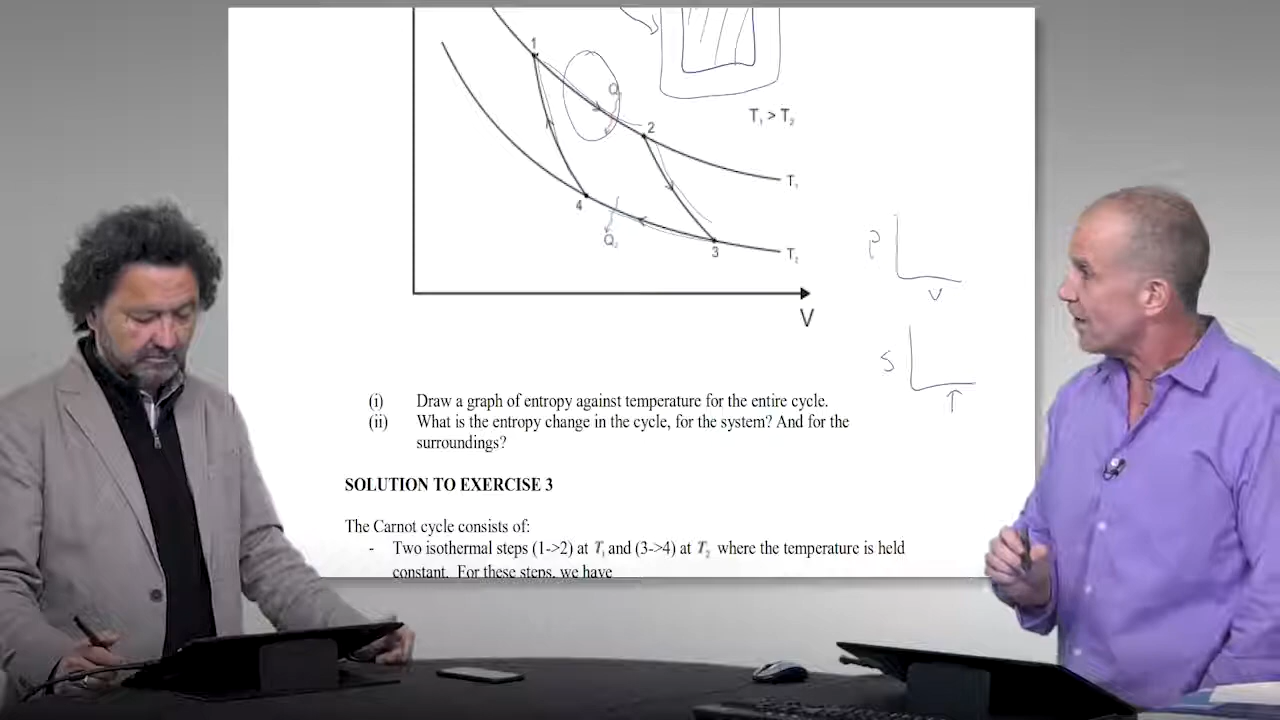 1
Q₁
2
T₁ > T₂
T₁
4
Q₂
3
T₂
P
V
V
S
T
(i) Draw a graph of entropy against temperature for the entire cycle.
(ii) What is the entropy change in the cycle, for the system? And for the
surroundings?
SOLUTION TO EXERCISE 3
The Carnot cycle consists of:
- Two isothermal steps (1->2) at T₁ and (3->4) at T₂ where the temperature is held
constant. For these steps, we have